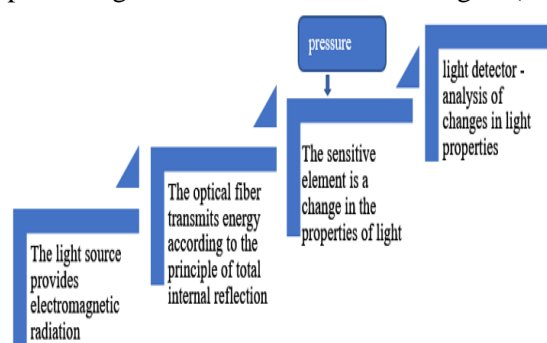 The light source
provides
electromagnetic
radiation
The optical fiber
transmits energy
according to the
principle of total
internal reflection
pressure
The sensitive
element is a
change in the
properties of light
light detector -
analysis of
changes in light
properties